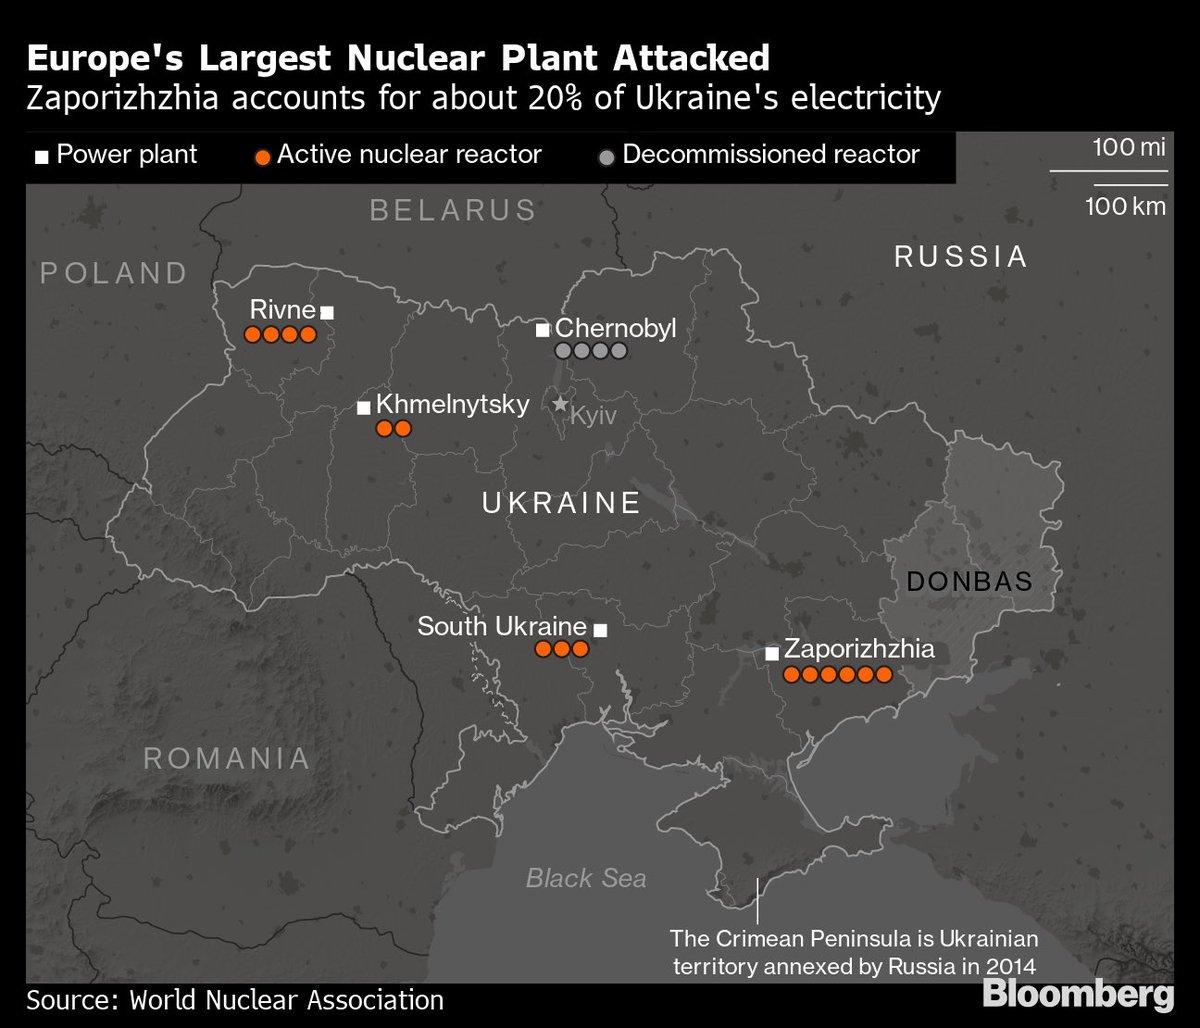 Europe's Largest Nuclear Plant Attacked
Zaporizhzhia accounts for about 20% of Ukraine's electricity
Power plant
Active nuclear reactor
Decommissioned reactor
100 mi
100 km
BELARUS
RUSSIA
POLAND
Rivne
Chernobyl
Khmelnytsky
Kyiv
UKRAINE
DONBAS
South Ukraine
Zaporizhzhia
ROMANIA
Black Sea
The Crimean Peninsula is Ukrainian
territory annexed by Russia in 2014
Source: World Nuclear Association
Bloomberg